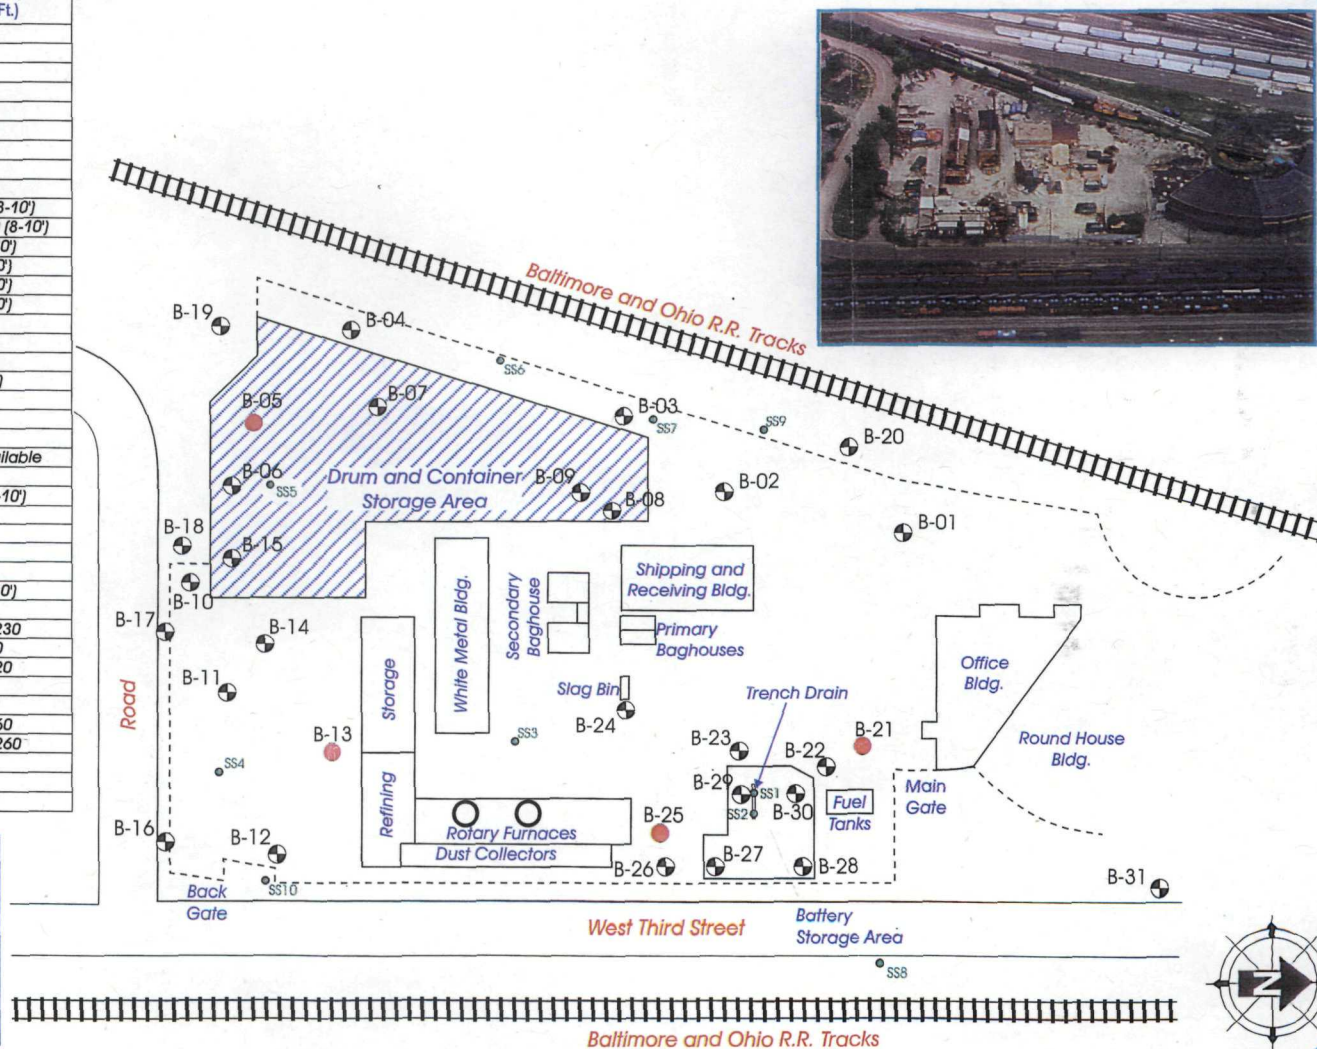 Ft.)
8-10')
(8-10')
0')
0')
0')
0')
)
ilable
10')
0')
230
0
20
60
260
Baltimore and Ohio R.R. Tracks
B-19
B-04
SS6
B-05
B-07
B-03
SS7
SS9
B-20
B-06
SS5
Drum and Container
Storage Area
B-09
B-08
B-02
B-01
B-18
B-15
B-10
B-17
B-14
B-11
Road
B-13
SS4
B-16
B-12
Back
Gate
SS10
Storage
Refining
White Metal Bldg.
Secondary
Baghouse
Shipping and
Receiving Bldg.
Primary
Baghouses
Slag Bin
B-24
SS3
Trench Drain
B-23
B-22
B-21
B-29
SS1
SS2
B-30
Fuel
Tanks
Main
Gate
Office
Bldg.
Round House
Bldg.
Rotary Furnaces
Dust Collectors
B-25
B-26
B-27
B-28
B-31
West Third Street
Battery
Storage Area
SS8
N
Baltimore and Ohio R.R. Tracks